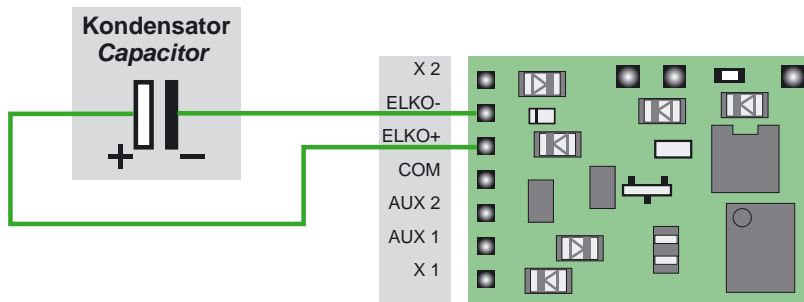 Kondensator
Capacitor
+ −
X 2
ELKO-
ELKO+
COM
AUX 2
AUX 1
X 1